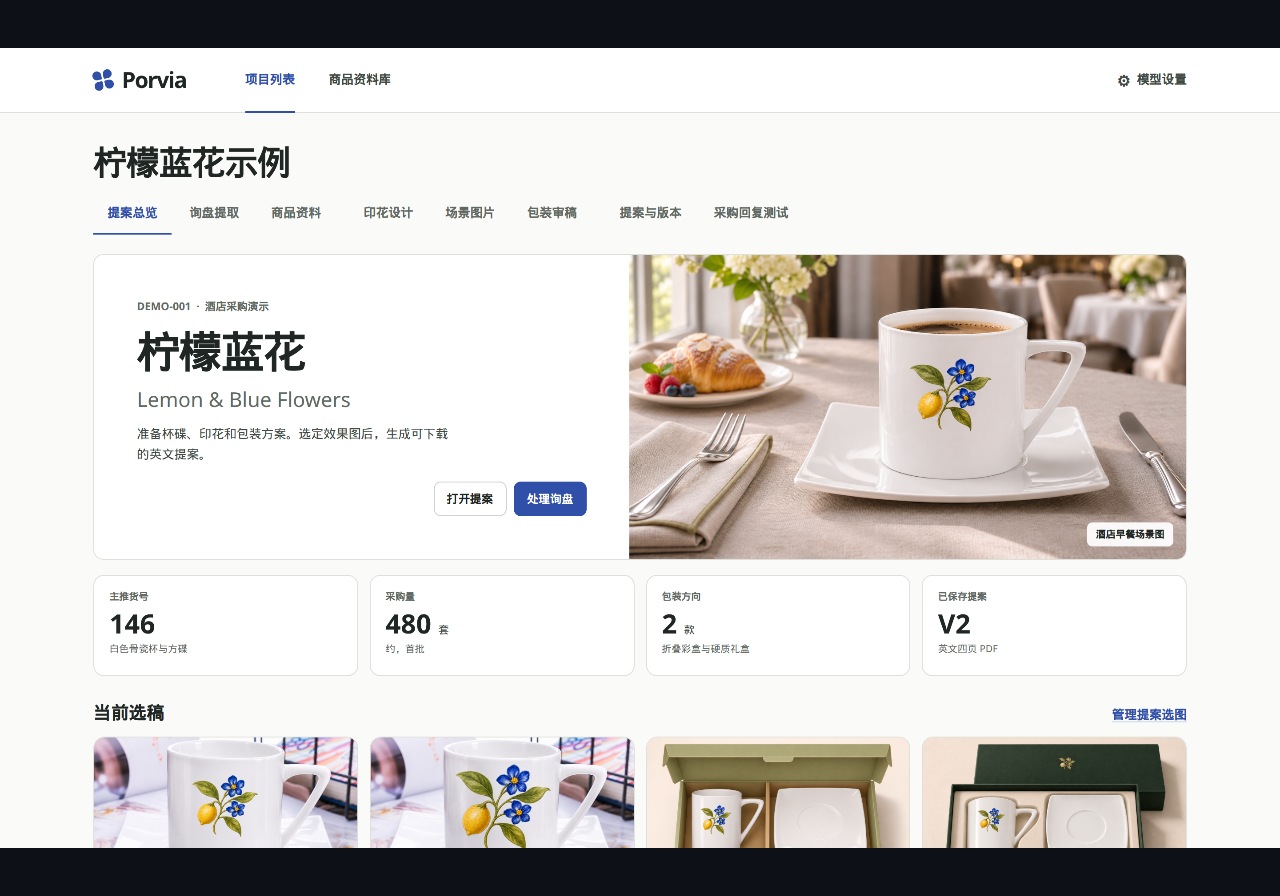 Porvia
项目列表
商品资料库
模型设置
柠檬蓝花示例
提案总览
询盘提取
商品资料
印花设计
场景图片
包装审稿
提案与版本
采购回复测试
DEMO-001 · 酒店采购演示
柠檬蓝花
Lemon & Blue Flowers
准备杯碟、印花和包装方案。选定效果图后，生成可下载
的英文提案。
打开提案
处理询盘
酒店早餐场景图
主推货号
146
白色骨瓷杯与方碟
采购量
480 套
约，首批
包装方向
2 款
折叠彩盒与硬质礼盒
已保存提案
V2
英文四页 PDF
当前选稿
管理提案选图